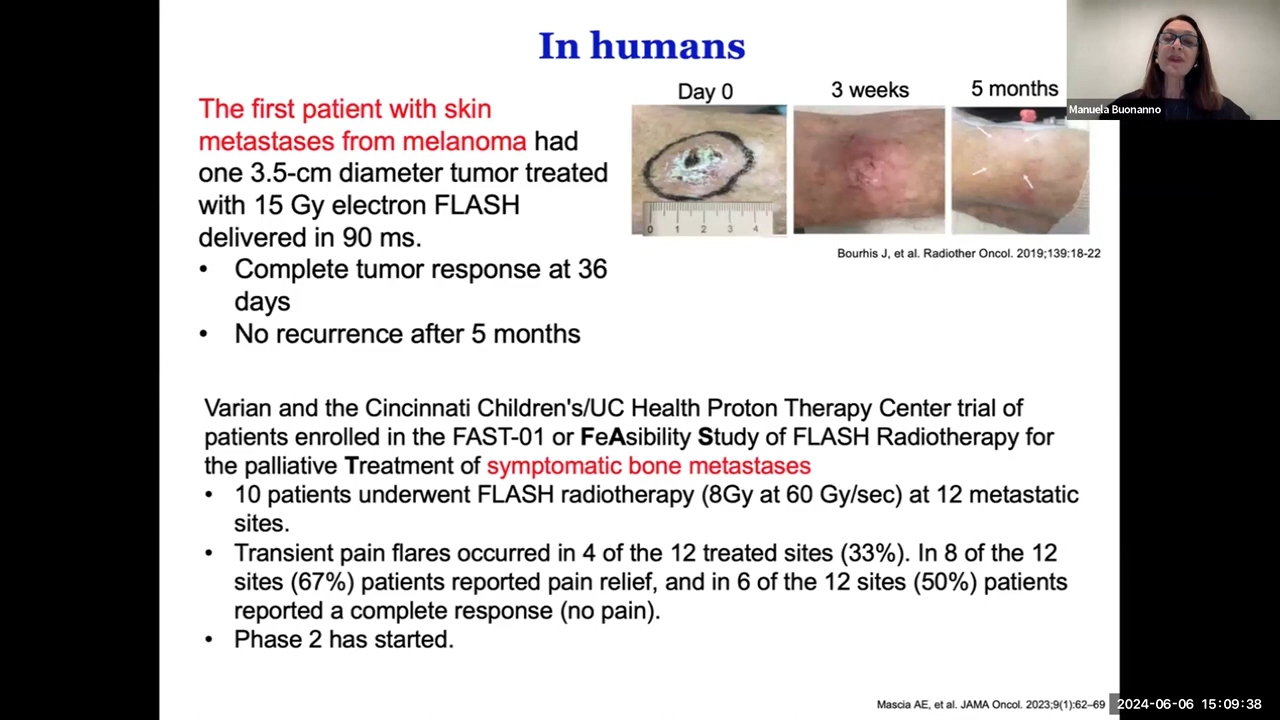 In humans
The first patient with skin
metastases from melanoma had
one 3.5-cm diameter tumor treated
with 15 Gy electron FLASH
delivered in 90 ms.
• Complete tumor response at 36
days
• No recurrence after 5 months
Day 0
3 weeks
5 months
0 1 2 3 4
Manuela Buonanno
Bourhis J, et al. Radiother Oncol. 2019;139:18-22
Varian and the Cincinnati Children's/UC Health Proton Therapy Center trial of
patients enrolled in the FAST-01 or FeAsibility Study of FLASH Radiotherapy for
the palliative Treatment of symptomatic bone metastases
• 10 patients underwent FLASH radiotherapy (8Gy at 60 Gy/sec) at 12 metastatic
sites.
• Transient pain flares occurred in 4 of the 12 treated sites (33%). In 8 of the 12
sites (67%) patients reported pain relief, and in 6 of the 12 sites (50%) patients
reported a complete response (no pain).
• Phase 2 has started.
Mascia AE, et al. JAMA Oncol. 2023;9(1):62–69
2024-06-06 15:09:38